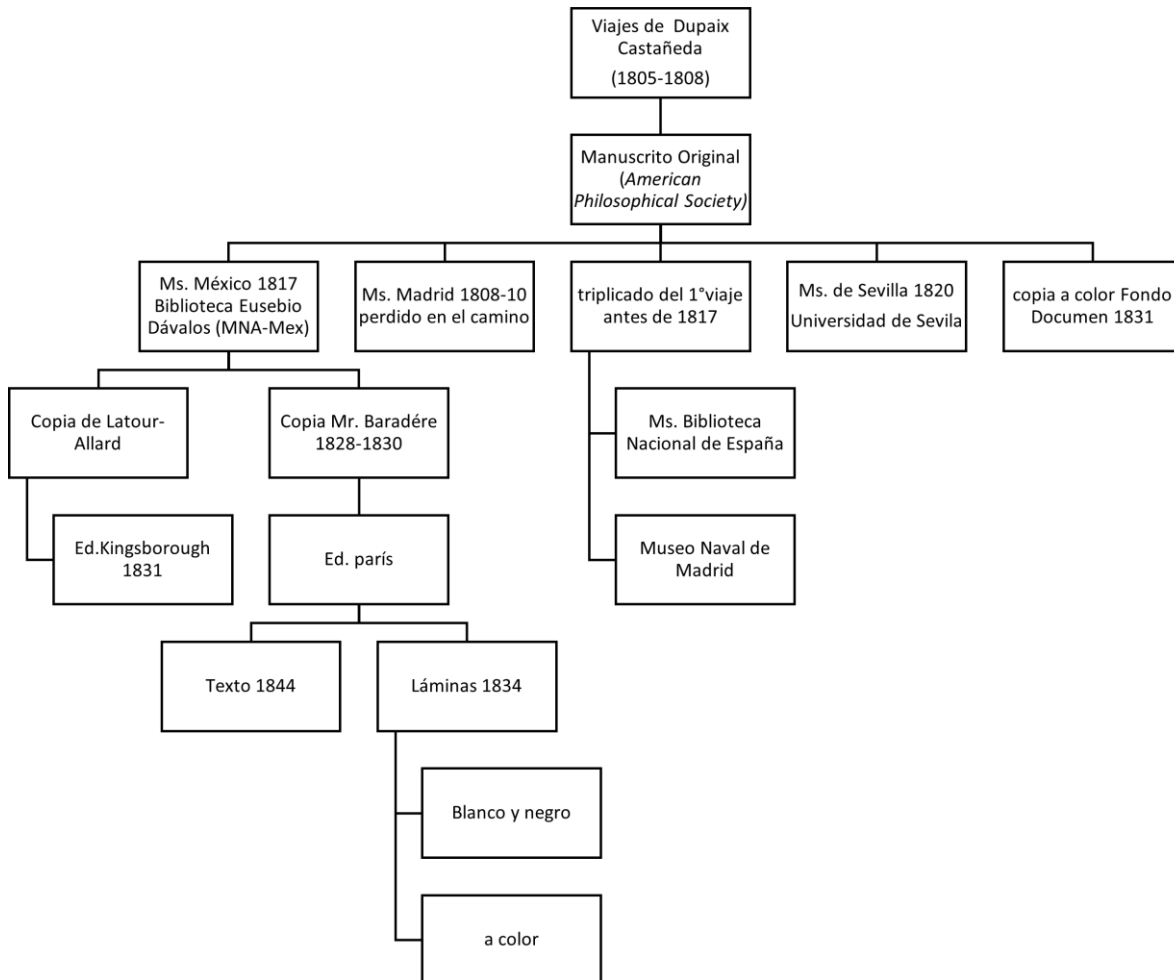 Viajes de Dupaix
Castañeda
(1805-1808)
Manuscrito Original
(American
Philosophical Society)
Ms. México 1817
Biblioteca Eusebio
Dávalos (MNA-Mex)
Ms. Madrid 1808-10
perdido en el camino
triplicado del 1°viaje
antes de 1817
Ms. de Sevilla 1820
Universidad de Sevila
copia a color Fondo
Documen 1831
Copia de Latour-
Allard
Copia Mr. Baradére
1828-1830
Ms. Biblioteca
Nacional de España
Ed.Kingsborough
1831
Ed. parís
Museo Naval de
Madrid
Texto 1844
Láminas 1834
Blanco y negro
a color